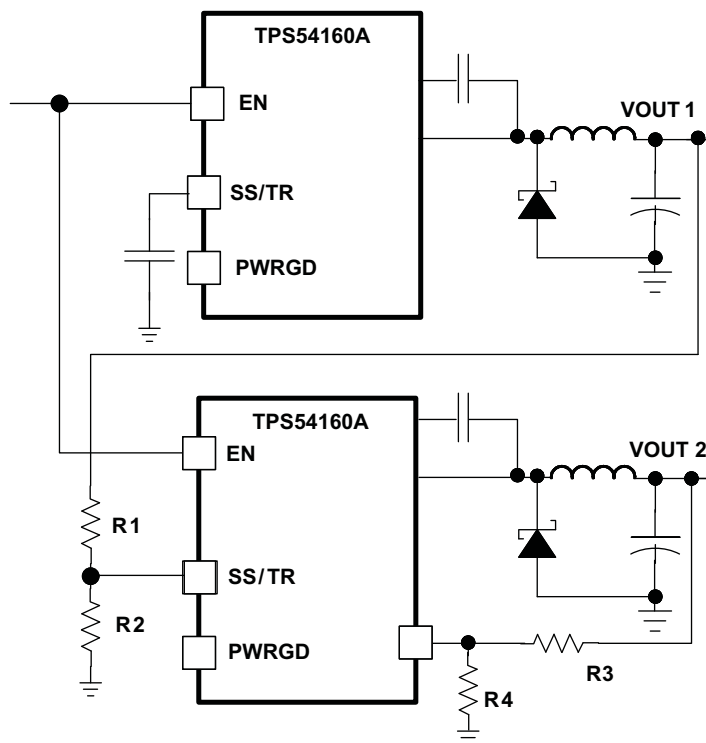 TPS54160A
EN
VOUT 1
SS/TR
PWRGD
TPS54160A
EN
VOUT 2
R1
SS/TR
R2
PWRGD
R3
R4